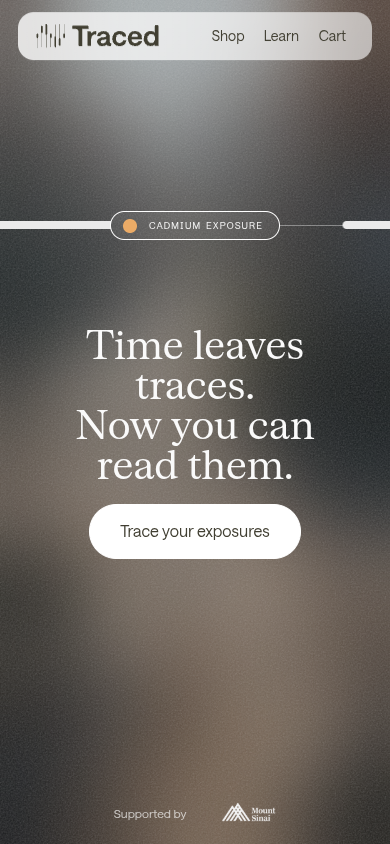 Traced
Shop Learn Cart
CADMIUM EXPOSURE
Time leaves
traces.
Now you can
read them.
Trace your exposures
Supported by
Mount
Sinai